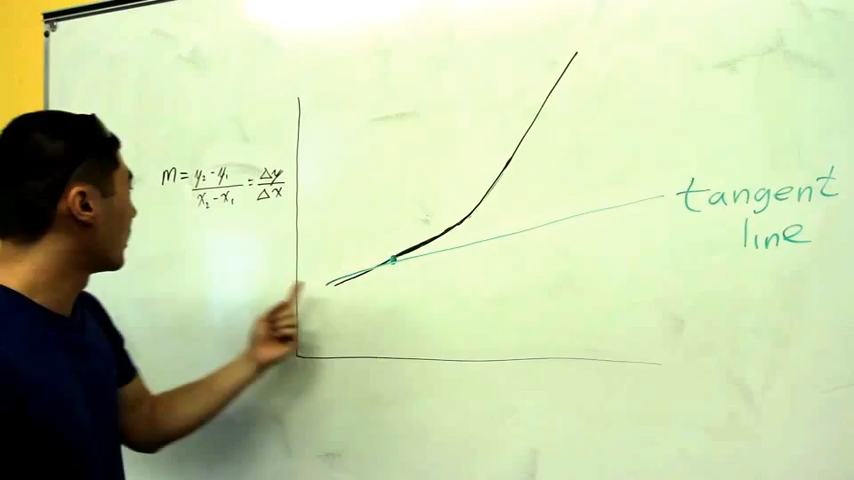 m = y₂ - y₁ / x₂ - x₁ = Δy / Δx
tangent
line